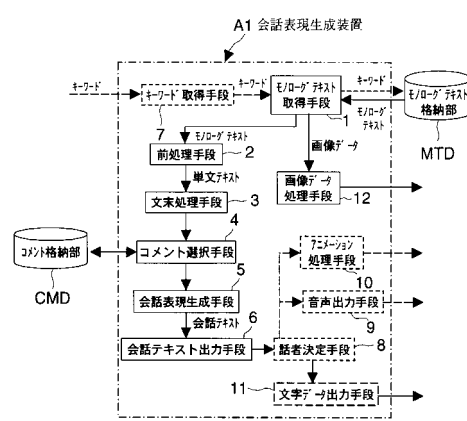 A1 会話表現生成装置
キーワード
キーワード取得手段
7
キーワード
モノローグテキスト
取得手段
1
キーワード
モノローグ
テキスト
モノローグテキスト
格納部
MTD
モノローグテキスト
画像データ
前処理手段
2
単文テキスト
画像データ
処理手段
12
文末処理手段
3
4
コメント格納部
CMD
コメント選択手段
アニメーション
処理手段
10
5
会話表現生成手段
音声出力手段
9
会話テキスト
6
会話テキスト出力手段
話者決定手段
8
11
文字データ出力手段